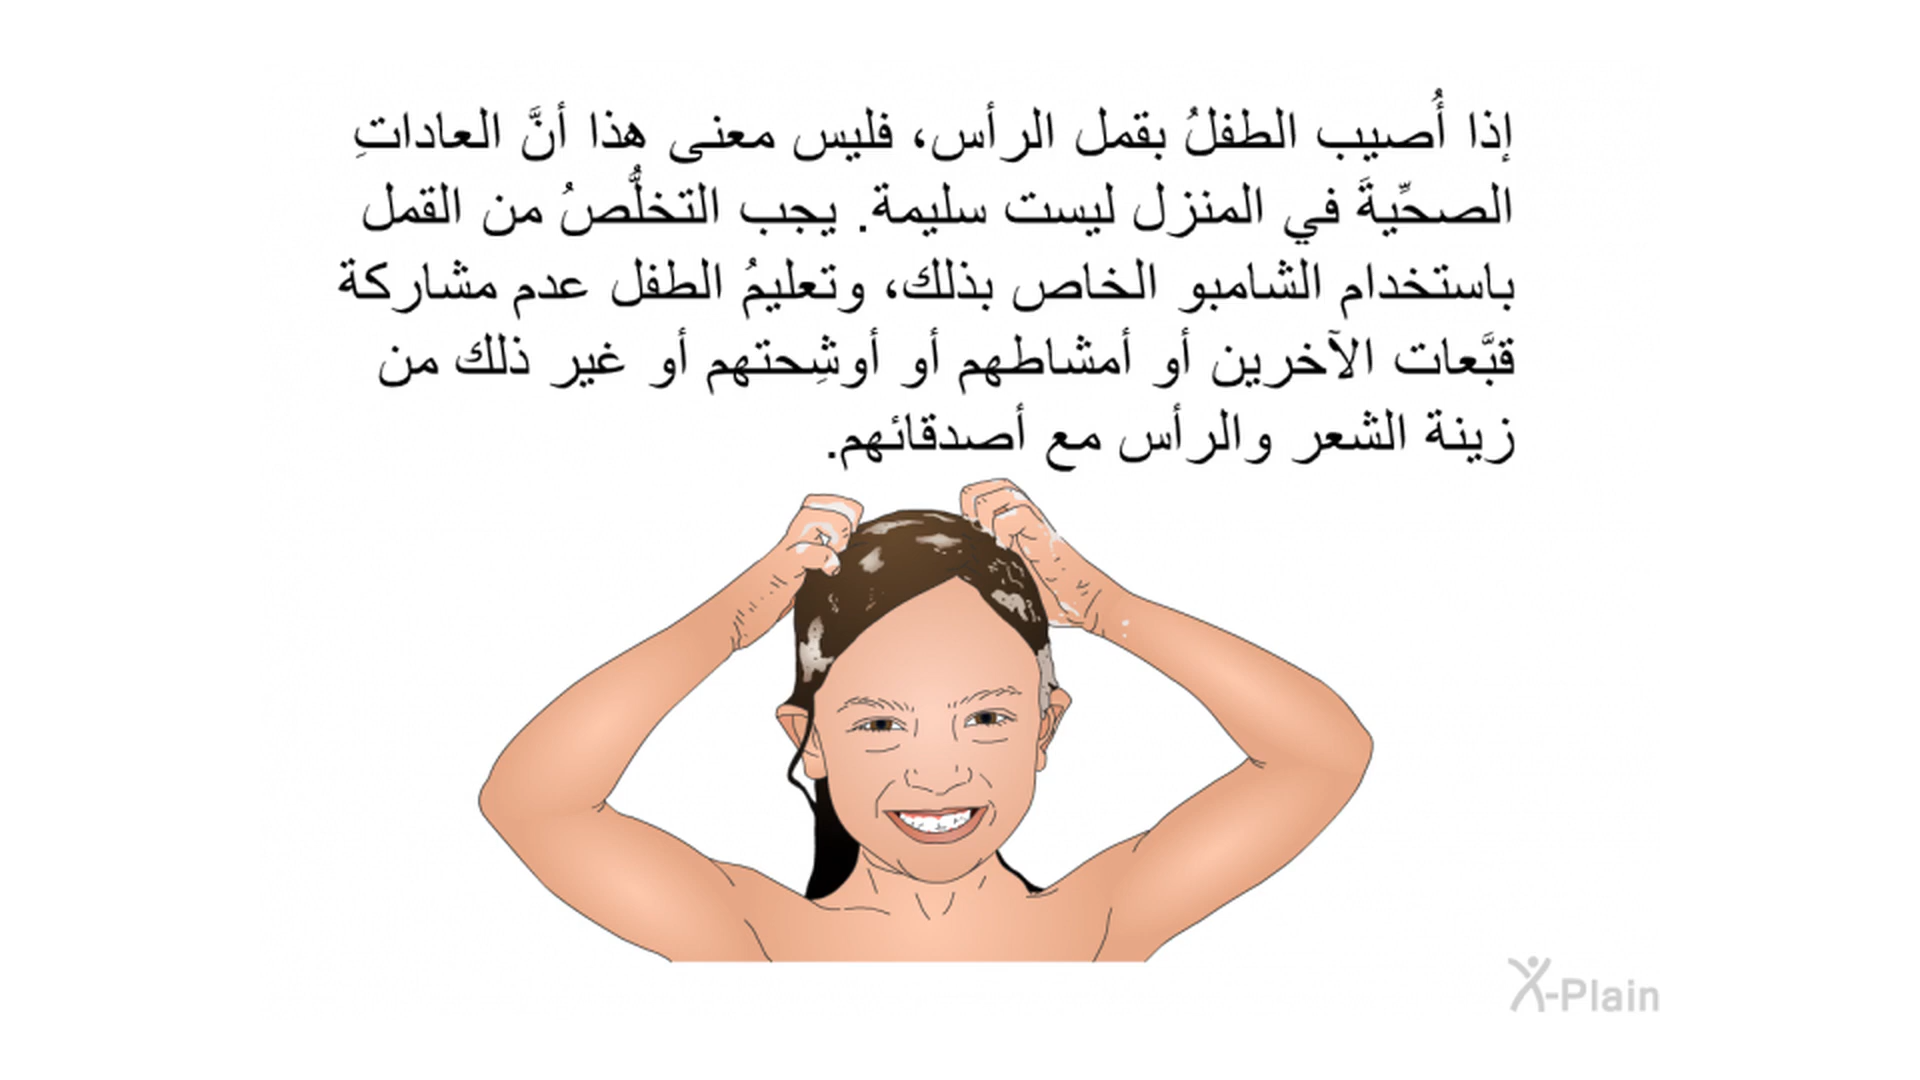 إذا أُصيب الطفلُ بقمل الرأس، فليس معنى هذا أنَّ العاداتِ
الصحِّيةَ في المنزل ليست سليمة. يجب التخلُّصُ من القمل
باستخدام الشامبو الخاص بذلك، وتعليمُ الطفل عدم مشاركة
قبَّعات الآخرين أو أمشاطهم أو أوشِحتهم أو غير ذلك من
زينة الشعر والرأس مع أصدقائهم.
X-Plain